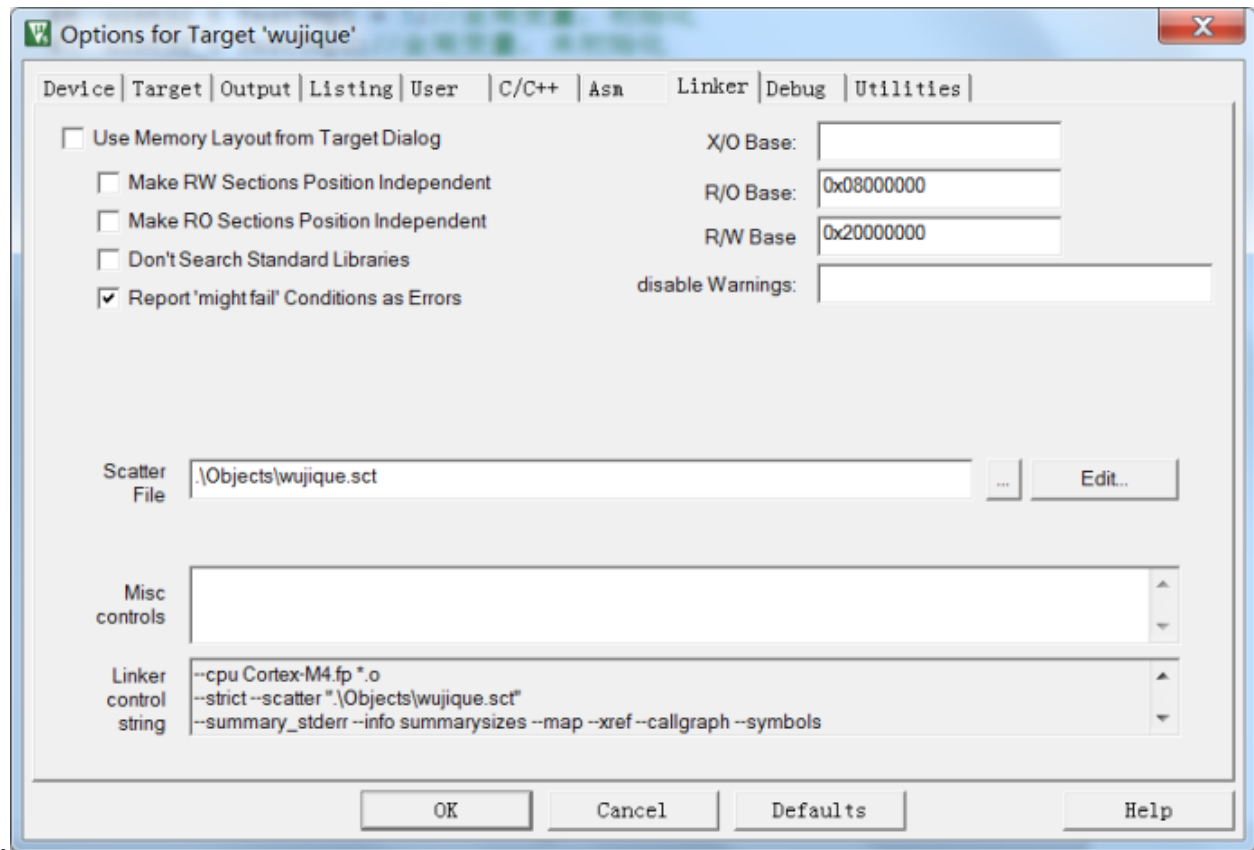 Options for Target 'wujique'
Device Target Output Listing User C/C++ Asm Linker Debug Utilities
Use Memory Layout from Target Dialog
X/O Base:
Make RW Sections Position Independent
R/O Base: 0x08000000
Make RO Sections Position Independent
R/W Base 0x20000000
Don't Search Standard Libraries
disable Warnings:
Report 'might fail' Conditions as Errors
Scatter
File
.\Objects\wujique.sct
...
Edit...
Misc
controls
Linker
control
string
--cpu Cortex-M4.fp *.o
--strict --scatter ".\Objects\wujique.sct"
--summary_stderr --info summarysizes --map --xref --callgraph --symbols
OK Cancel Defaults Help